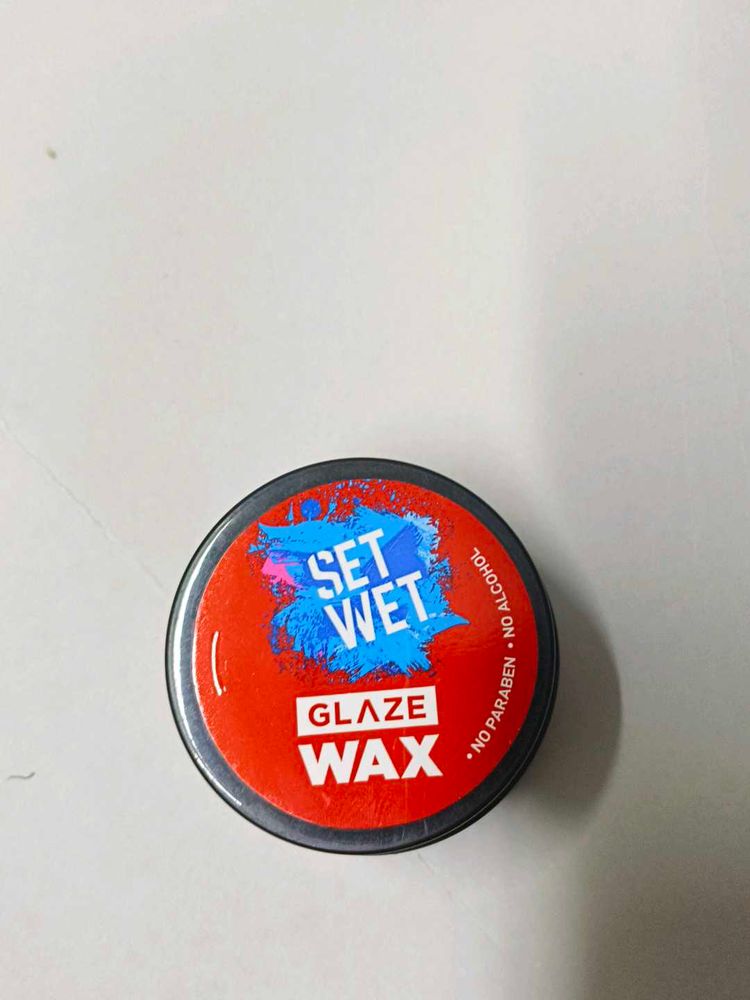 SET
WET
GLAZE
WAX
• NO PARABEN • NO ALCOHOL